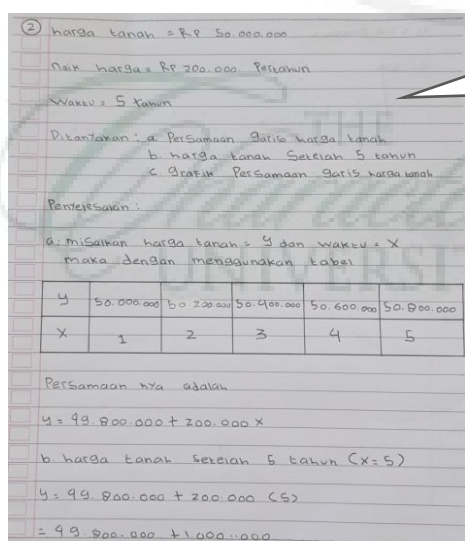 ② harga tanah = Rp 50.000.000
naik harga = Rp 200.000 Pertahun
Waktu = 5 tahun
Ditanyakan : a. Persamaan garis harga tanah
b. harga tanah Setelah 5 tahun
c. grafik Persamaan garis harga tanah
Penyelesaian :
a. misalkan harga tanah = y dan waktu = x
maka dengan menggunakan tabel
y 50.000.000 50.200.000 50.400.000 50.600.000 50.800.000
x 1 2 3 4 5
Persamaan nya adalah
y = 49.800.000 + 200.000 x
b. harga tanah Setelah 5 tahun (x = 5)
y = 49.800.000 + 200.000 (5)
= 49.800.000 + 1.000.000
THE
UNIVERSIT